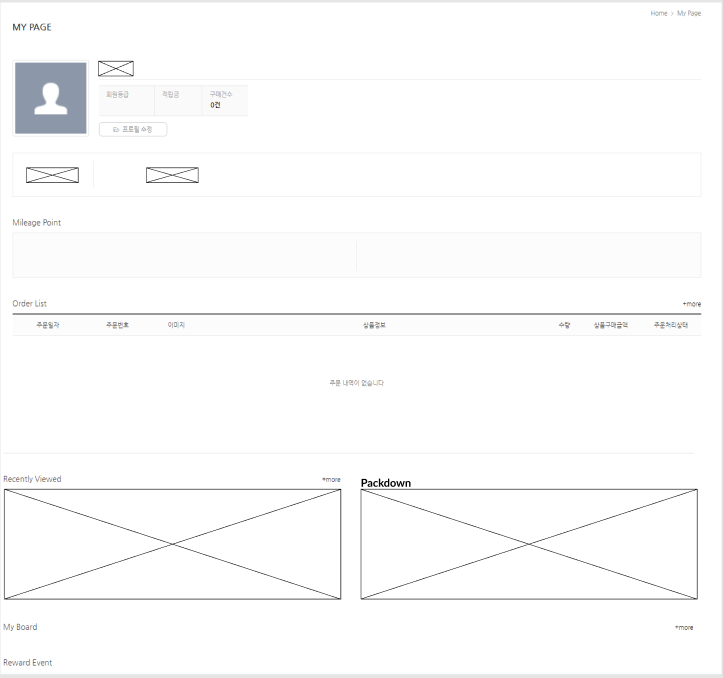 Home > My Page
MY PAGE
회원등급 적립금 구매건수
0건
프로필 수정
Mileage Point
Order List +more
주문일자 주문번호 이미지 상품정보 수량 상품구매금액 주문처리상태
주문 내역이 없습니다
Recently Viewed +more Packdown
My Board +more
Reward Event